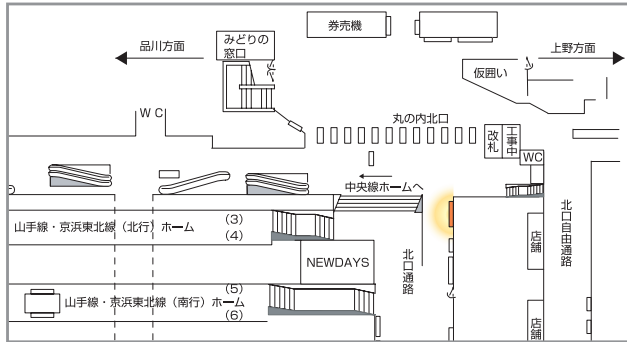 券売機
品川方面
みどりの
窓口
上野方面
仮囲い
WC
丸の内北口
改札
工事中
WC
中央線ホームへ
山手線・京浜東北線（北行）ホーム
(3)
(4)
北口通路
店舗
北口自由通路
NEWDAYS
山手線・京浜東北線（南行）ホーム
(5)
(6)
店舗